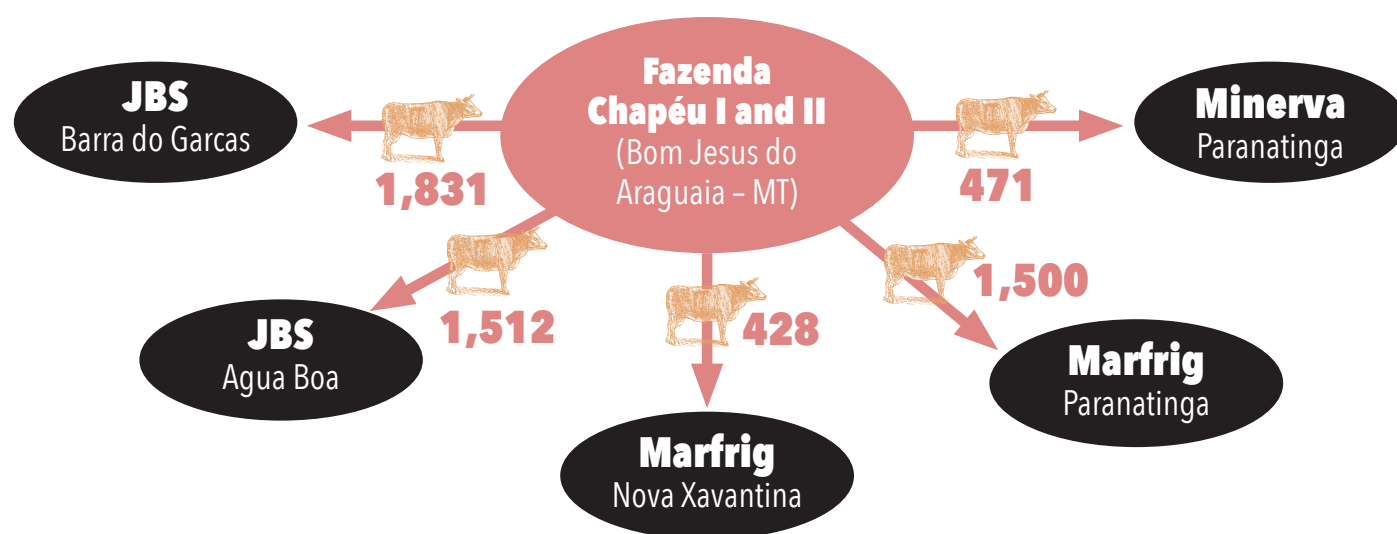 Fazenda
Chapéu I and II
(Bom Jesus do
Araguaia – MT)
JBS
Barra do Garcas
1,831
Minerva
Paranatinga
471
JBS
Agua Boa
1,512
Marfrig
Nova Xavantina
428
Marfrig
Paranatinga
1,500